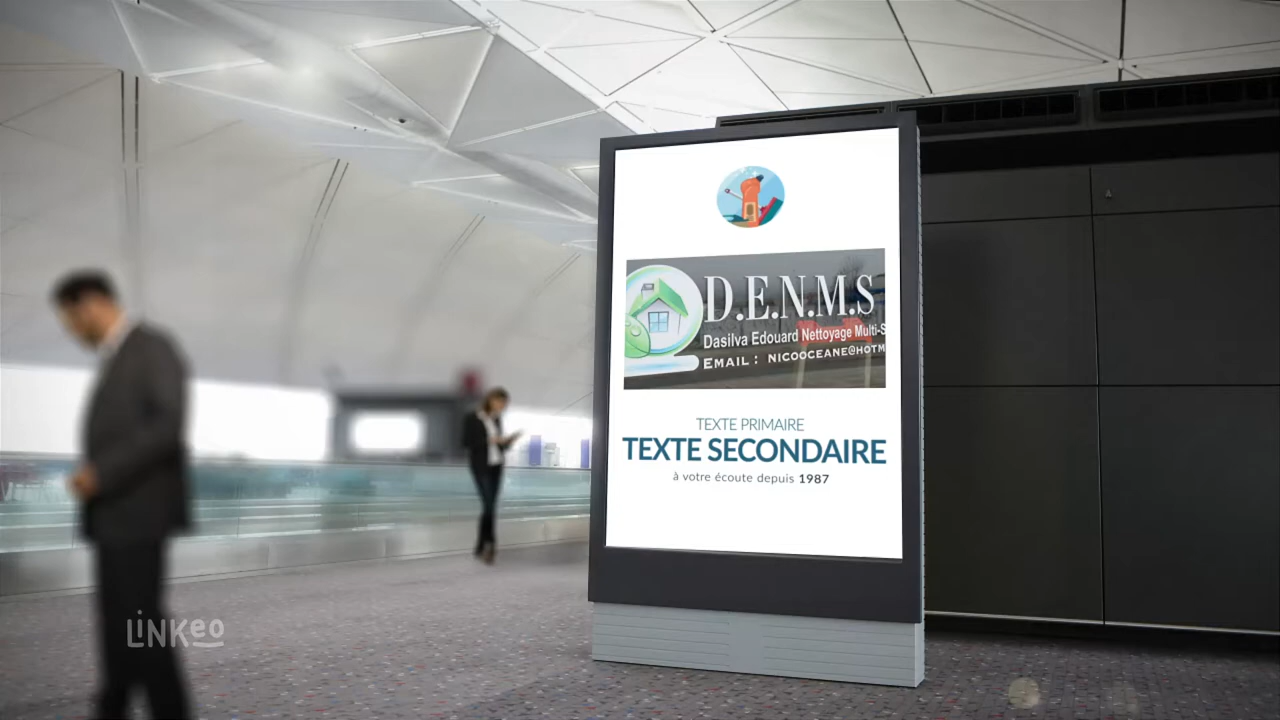 D.E.N.M.S
Dasilva Edouard Nettoyage Multi-S
EMAIL : NICOOCEANE@HOTM
TEXTE PRIMAIRE
TEXTE SECONDAIRE
à votre écoute depuis 1987
LiNKeo